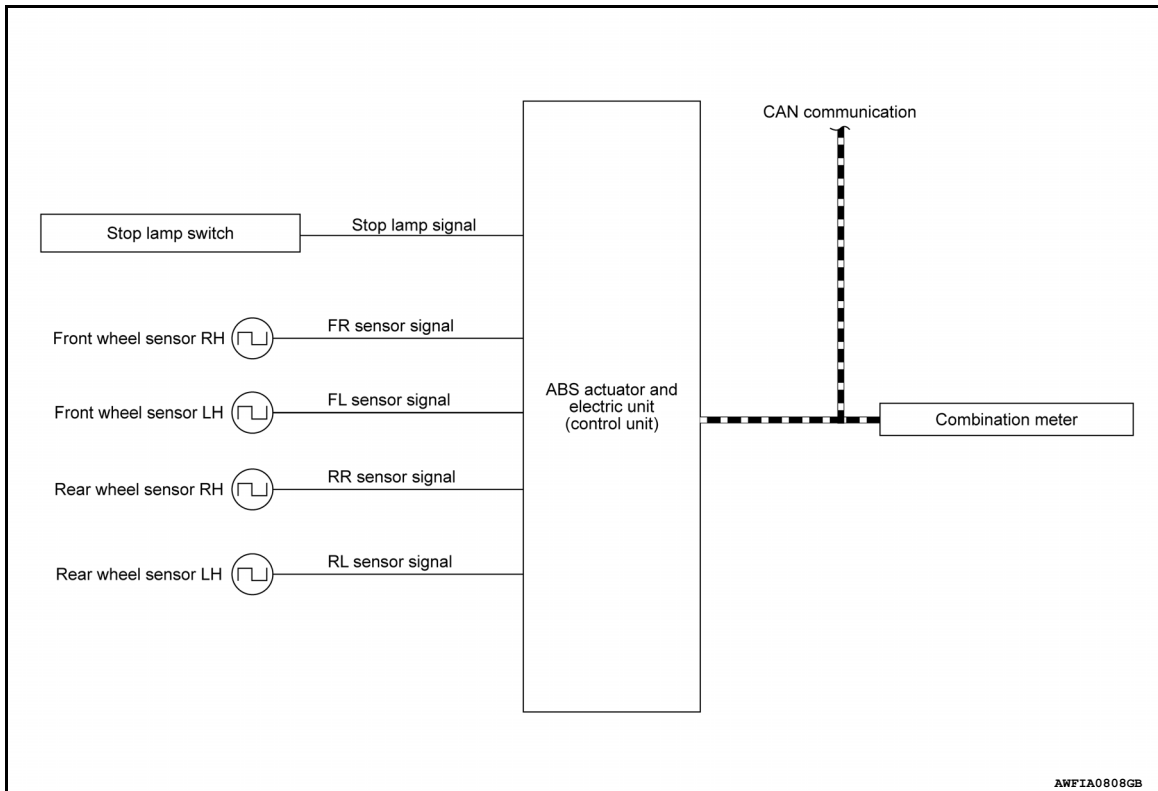 CAN communication
Stop lamp switch
Stop lamp signal
Front wheel sensor RH
FR sensor signal
Front wheel sensor LH
FL sensor signal
ABS actuator and
electric unit
(control unit)
Combination meter
Rear wheel sensor RH
RR sensor signal
Rear wheel sensor LH
RL sensor signal
AWFIA0808GB